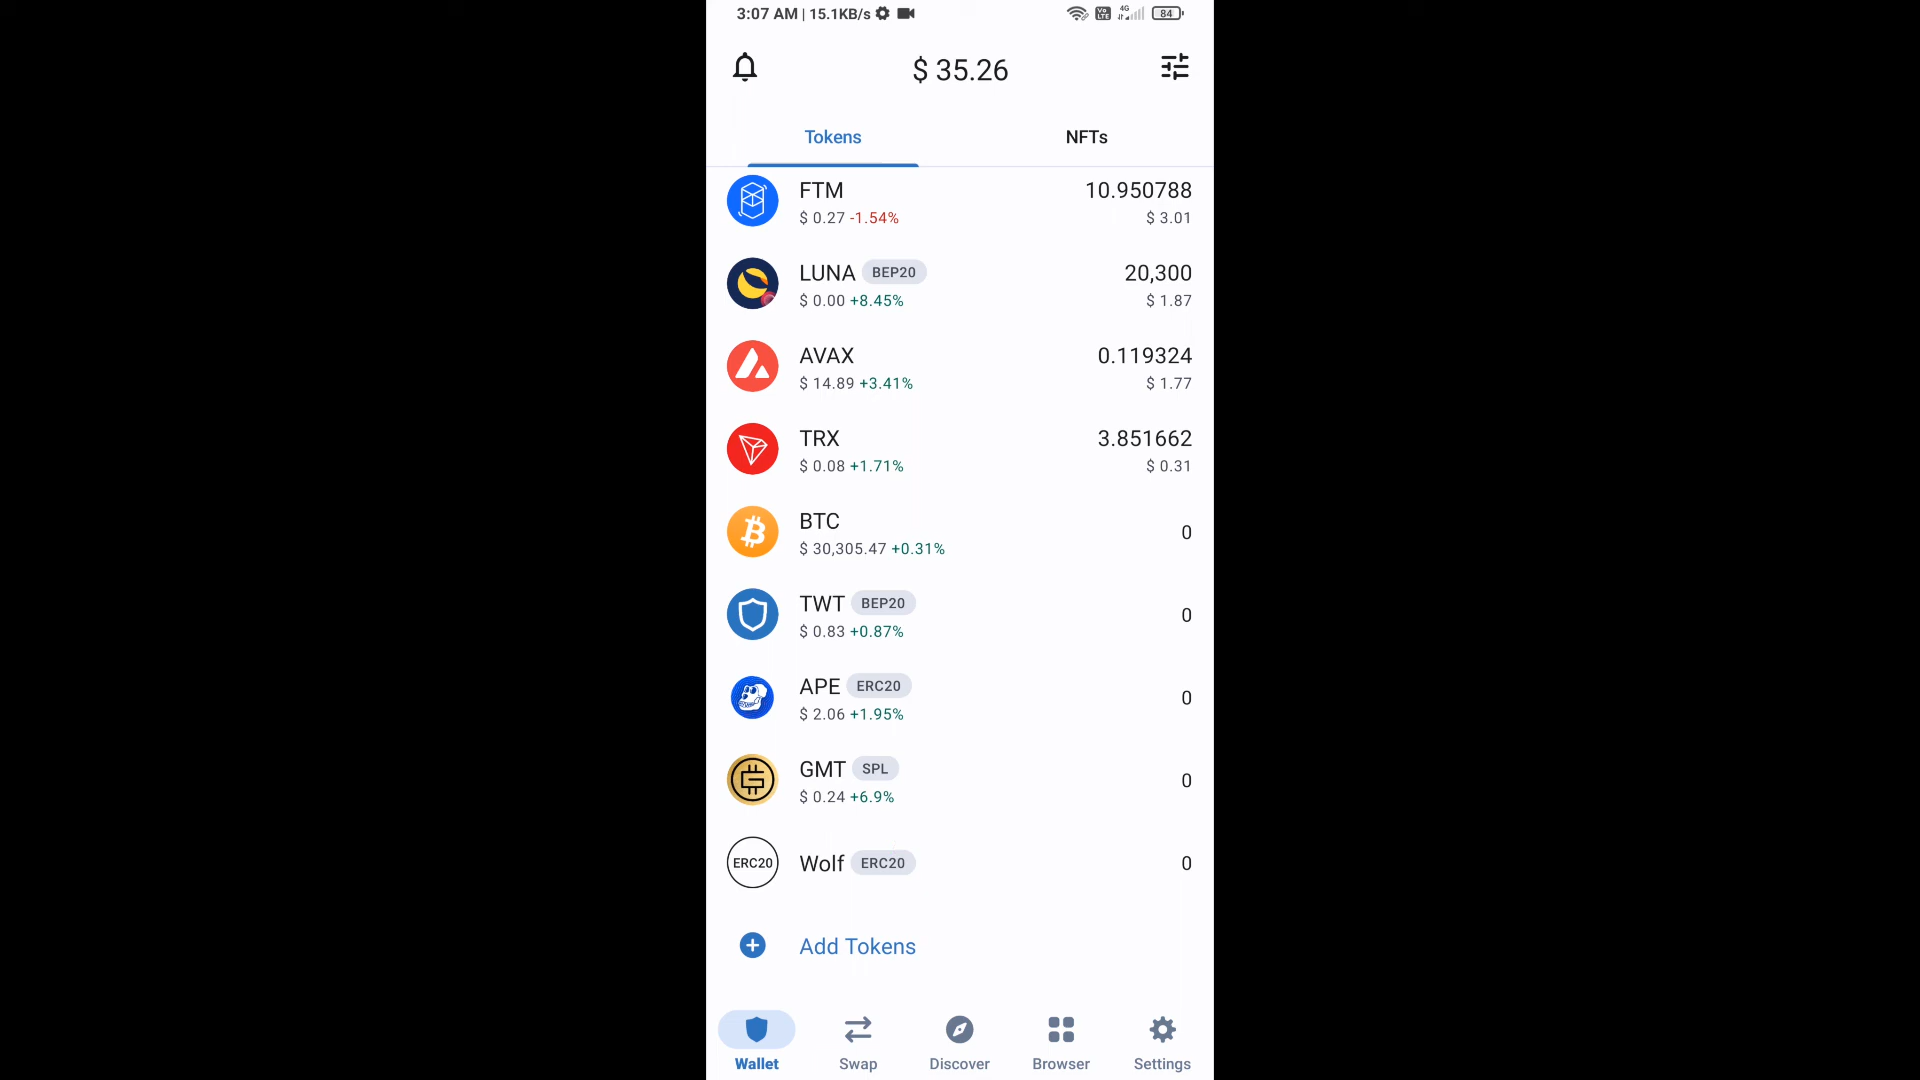 3:07 AM | 15.1KB/s
Vo LTE 4G 84
$ 35.26
Tokens NFTs
FTM 10.950788
$ 0.27 -1.54% $ 3.01
LUNA BEP20 20,300
$ 0.00 +8.45% $ 1.87
AVAX 0.119324
$ 14.89 +3.41% $ 1.77
TRX 3.851662
$ 0.08 +1.71% $ 0.31
BTC 0
$ 30,305.47 +0.31%
TWT BEP20 0
$ 0.83 +0.87%
APE ERC20 0
$ 2.06 +1.95%
GMT SPL 0
$ 0.24 +6.9%
ERC20 Wolf ERC20 0
Add Tokens
Wallet Swap Discover Browser Settings